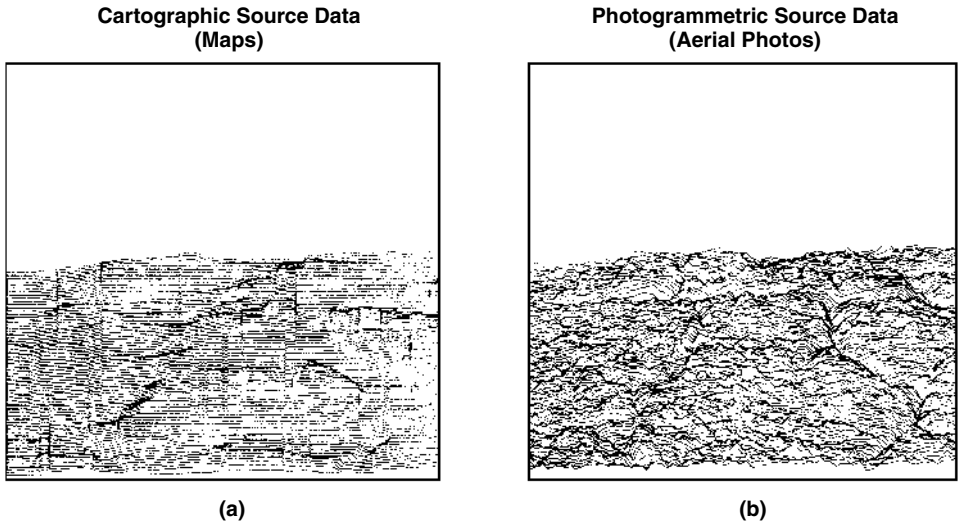 Cartographic Source Data
(Maps)
Photogrammetric Source Data
(Aerial Photos)
(a)
(b)